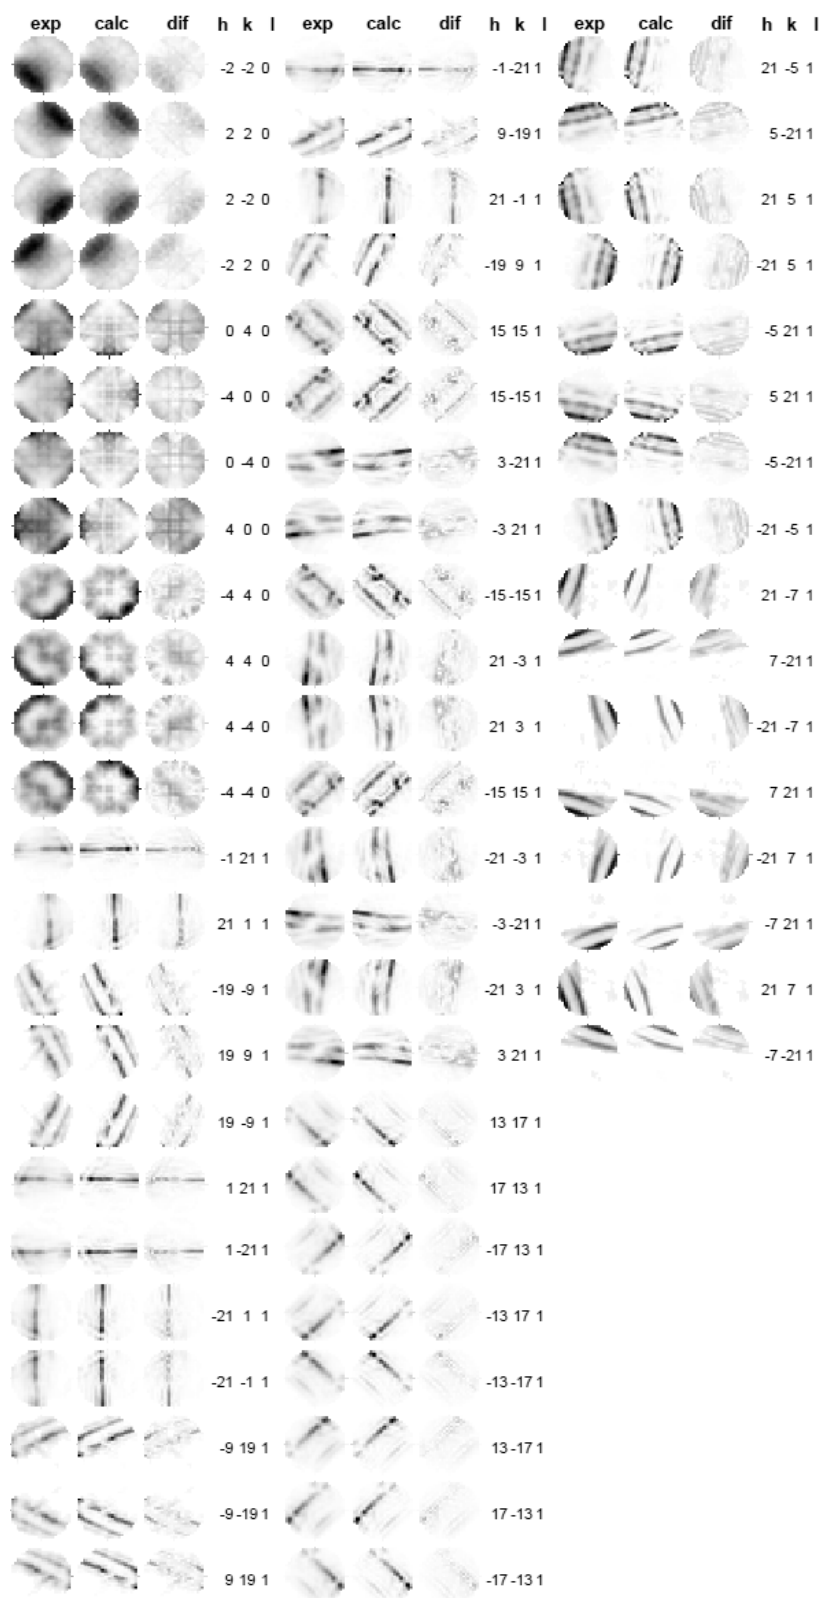 exp calc dif h k l exp calc dif h k l exp calc dif h k l
-2 -2 0 -1 -21 1 21 -5 1
2 2 0 9 -19 1 5 -21 1
2 -2 0 21 -1 1 21 5 1
-2 2 0 -19 9 1 -21 5 1
0 4 0 15 15 1 -5 21 1
-4 0 0 15 -15 1 5 21 1
0 -4 0 3 -21 1 -5 -21 1
4 0 0 -3 21 1 -21 -5 1
-4 4 0 -15 -15 1 21 -7 1
4 4 0 21 -3 1 7 -21 1
4 -4 0 21 3 1 -21 -7 1
-4 -4 0 -15 15 1 7 21 1
-1 21 1 -21 -3 1 -21 7 1
21 1 1 -3 -21 1 -7 21 1
-19 -9 1 -21 3 1 21 7 1
19 9 1 3 21 1 -7 -21 1
19 -9 1 13 17 1
1 21 1 17 13 1
1 -21 1 -17 13 1
-21 1 1 -13 17 1
-21 -1 1 -13 -17 1
-9 19 1 13 -17 1
-9 -19 1 17 -13 1
9 19 1 -17 -13 1